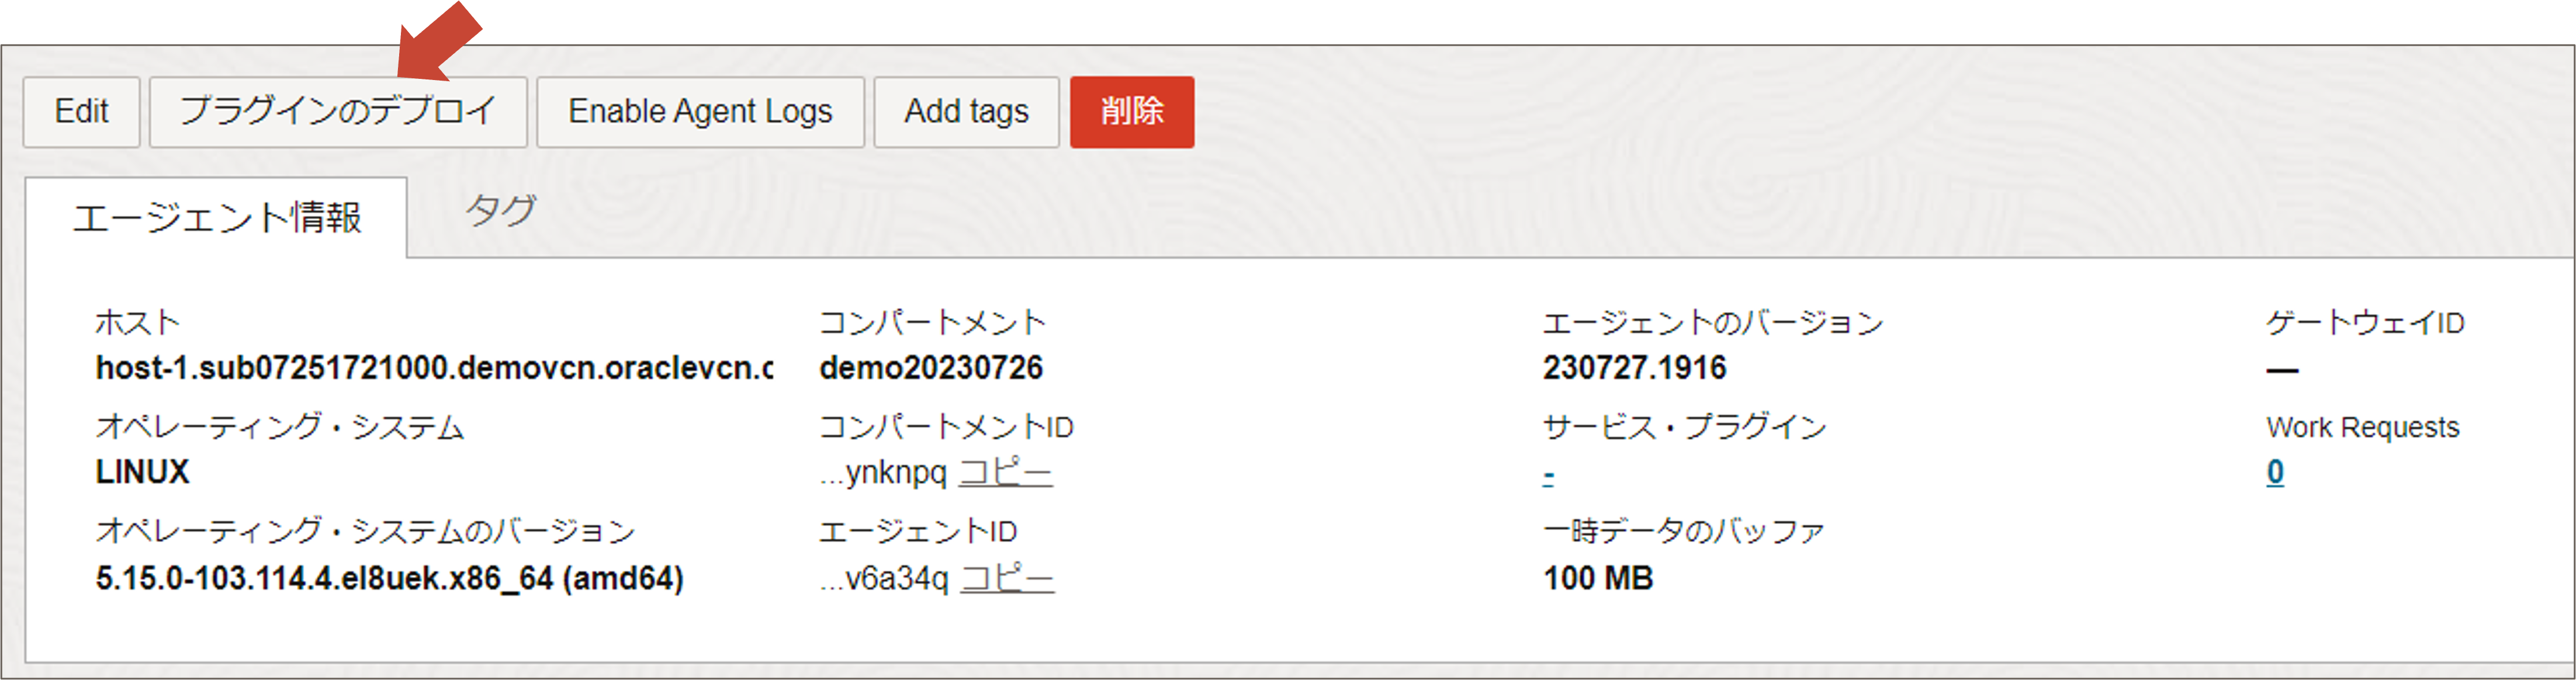 Edit プラグインのデプロイ Enable Agent Logs Add tags 削除
エージェント情報 タグ
ホスト コンパートメント エージェントのバージョン ゲートウェイID
host-1.sub07251721000.demovcn.oraclevcn.c demo20230726 230727.1916 —
オペレーティング・システム コンパートメントID サービス・プラグイン Work Requests
LINUX ...ynknpq コピー - 0
オペレーティング・システムのバージョン エージェントID 一時データのバッファ
5.15.0-103.114.4.el8uek.x86_64 (amd64) ...v6a34q コピー 100 MB